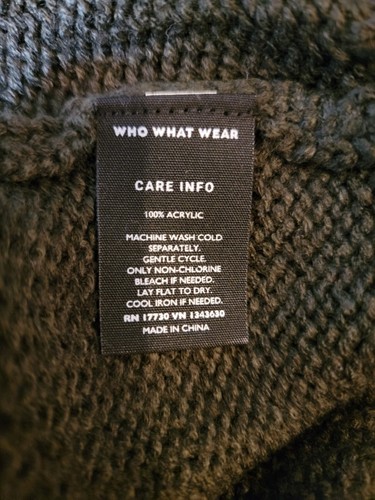 WHO WHAT WEAR
CARE INFO
100% ACRYLIC
MACHINE WASH COLD
SEPARATELY.
GENTLE CYCLE.
ONLY NON-CHLORINE
BLEACH IF NEEDED.
LAY FLAT TO DRY.
COOL IRON IF NEEDED.
RN 17730 VN 1343630
MADE IN CHINA